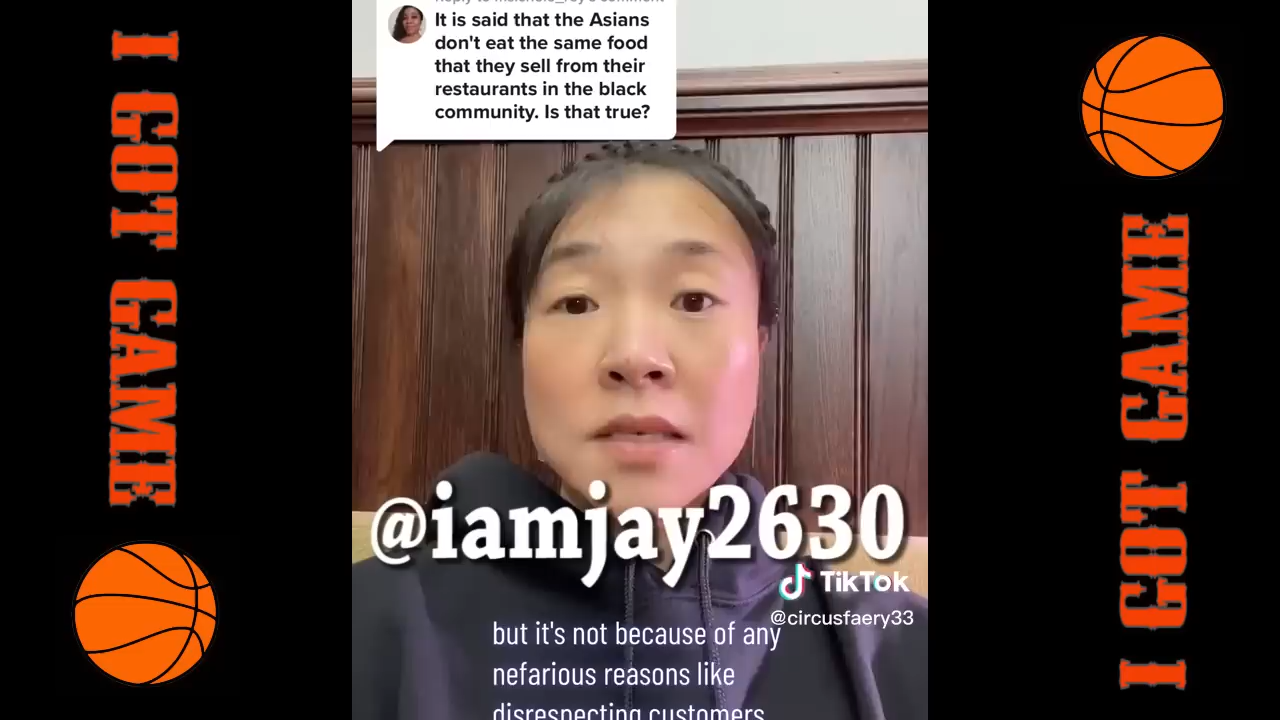 I GOT GAME
It is said that the Asians
don't eat the same food
that they sell from their
restaurants in the black
community. Is that true?
@iamjay2630
TikTok
@circusfaery33
but it's not because of any
nefarious reasons like
disrespecting customers
I GOT GAME